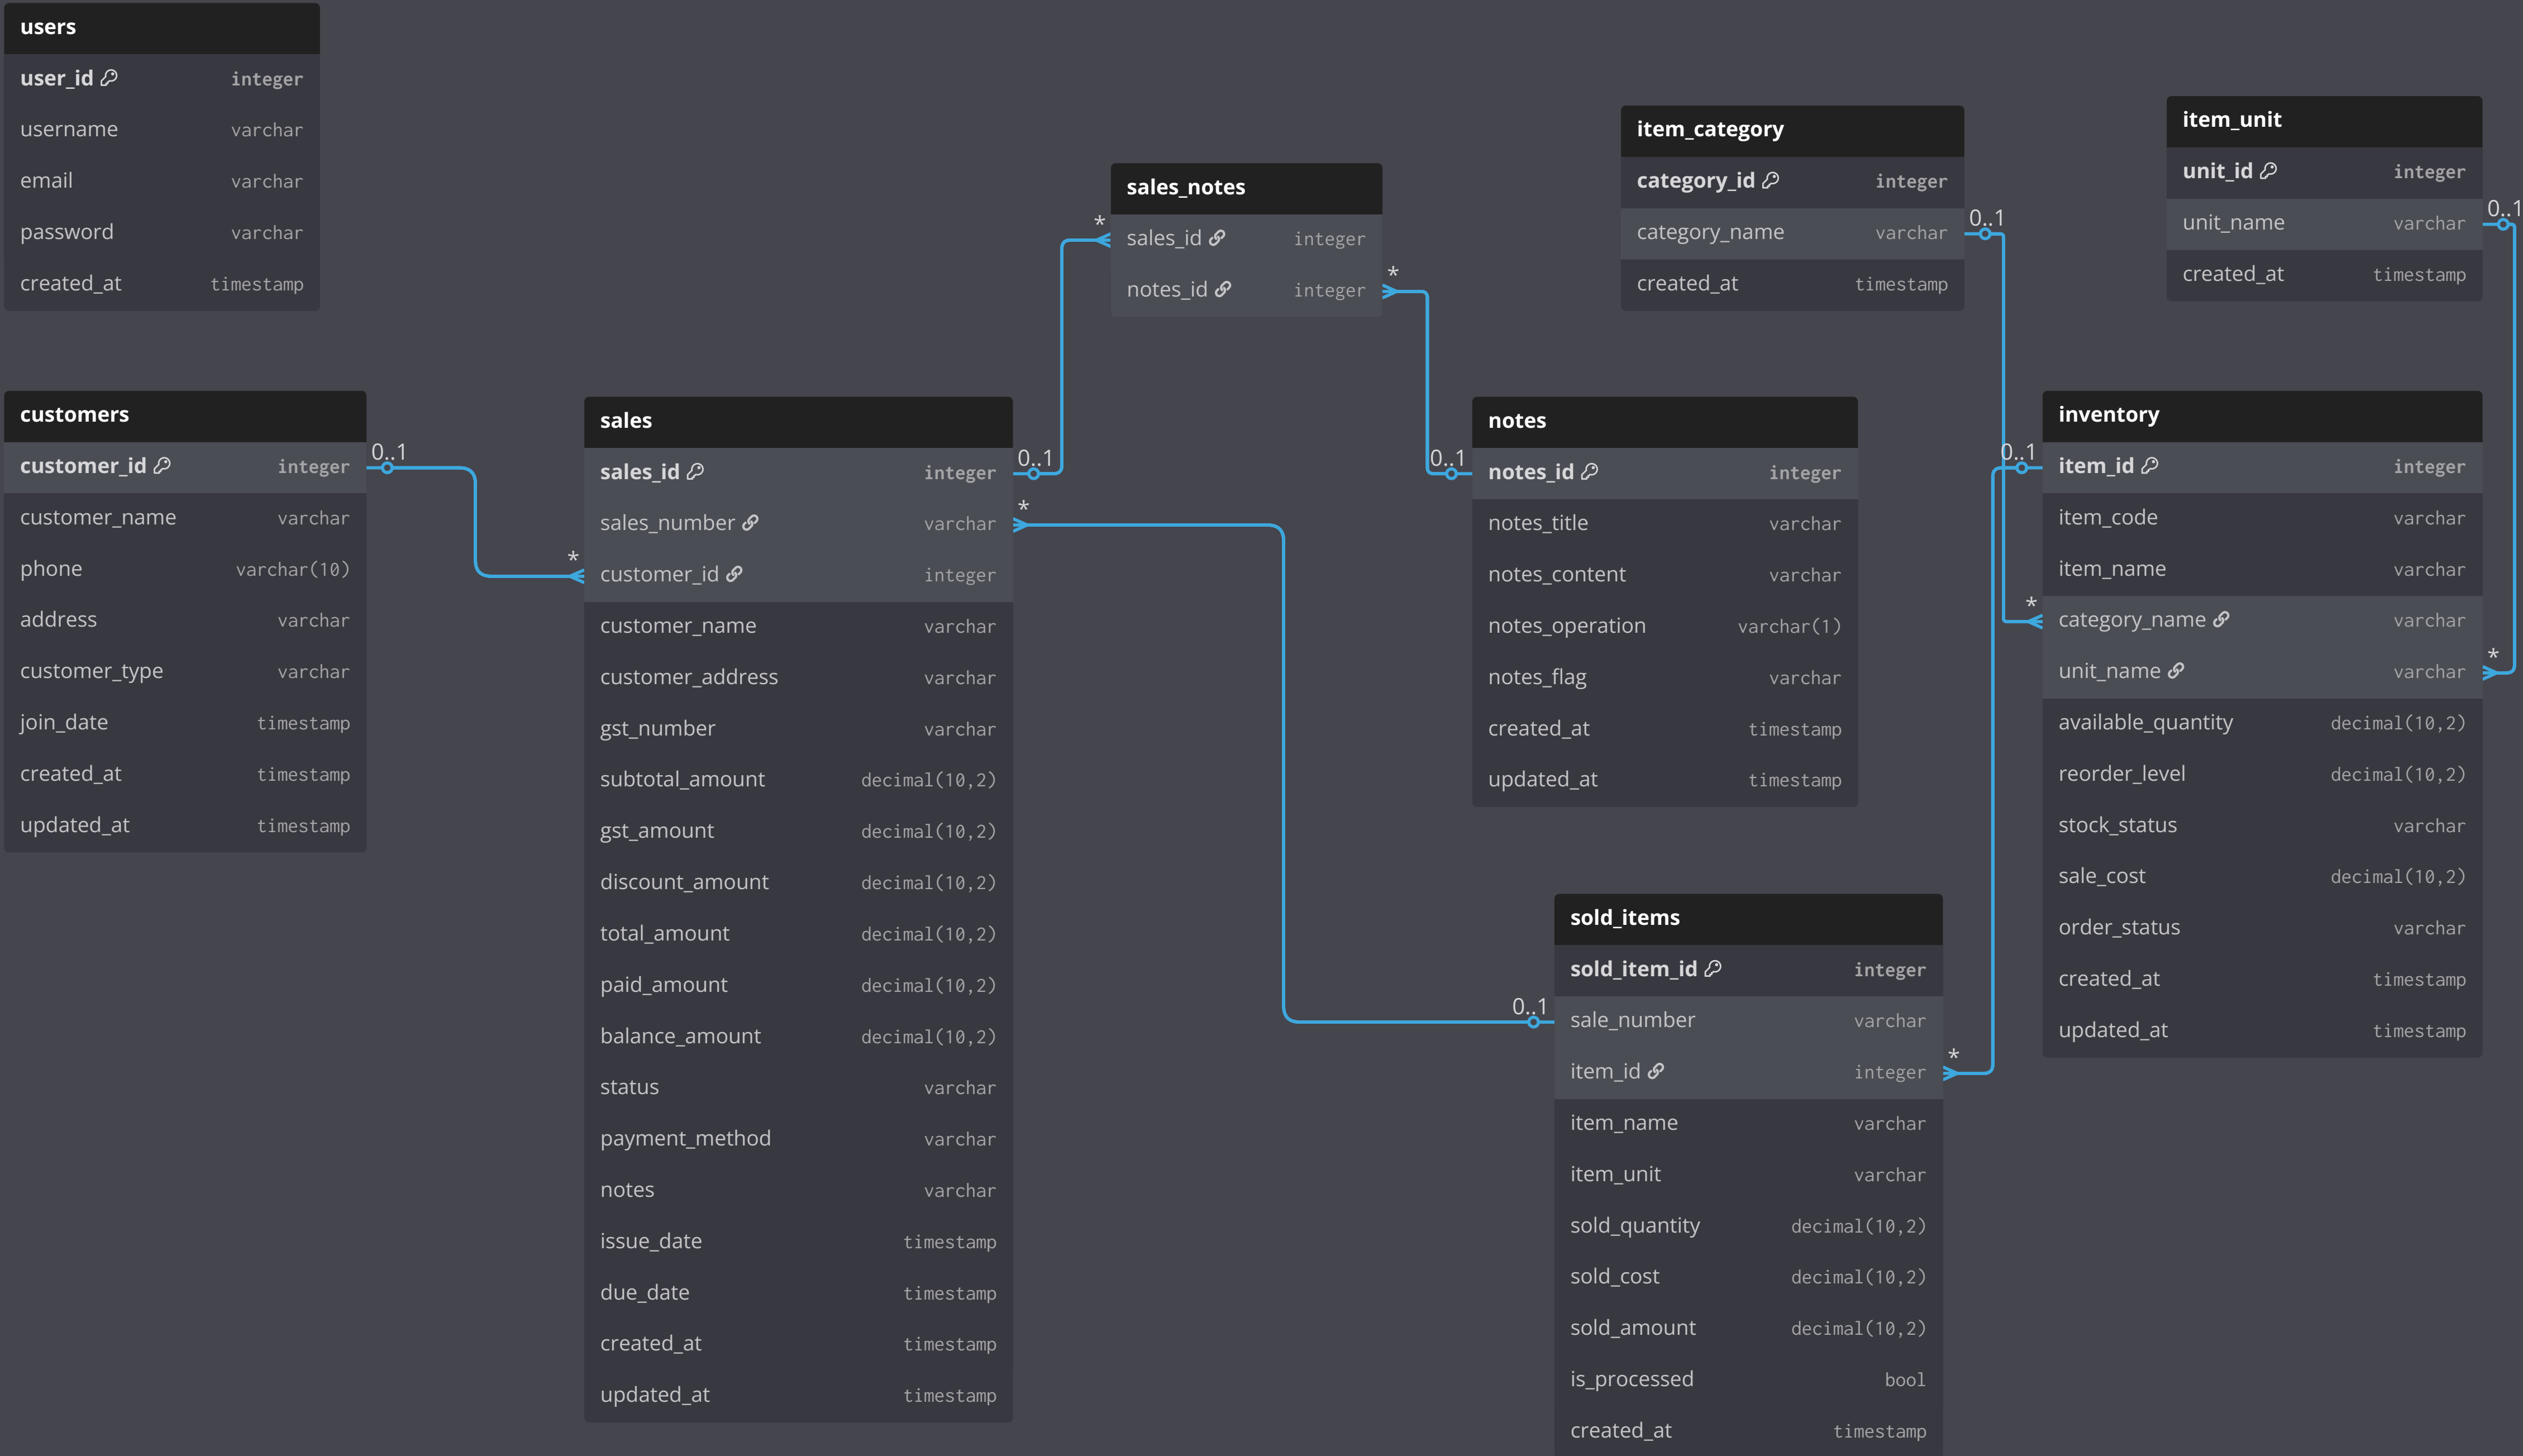 users
user_id integer
username varchar
email varchar
password varchar
created_at timestamp
customers
customer_id integer
customer_name varchar
phone varchar(10)
address varchar
customer_type varchar
join_date timestamp
created_at timestamp
updated_at timestamp
0..1
*
sales
sales_id integer
sales_number varchar
customer_id integer
customer_name varchar
customer_address varchar
gst_number varchar
subtotal_amount decimal(10,2)
gst_amount decimal(10,2)
discount_amount decimal(10,2)
total_amount decimal(10,2)
paid_amount decimal(10,2)
balance_amount decimal(10,2)
status varchar
payment_method varchar
notes varchar
issue_date timestamp
due_date timestamp
created_at timestamp
updated_at timestamp
0..1
*
*
sales_notes
sales_id integer
notes_id integer
*
0..1
notes
notes_id integer
notes_title varchar
notes_content varchar
notes_operation varchar(1)
notes_flag varchar
created_at timestamp
updated_at timestamp
item_category
category_id integer
category_name varchar
created_at timestamp
0..1
item_unit
unit_id integer
unit_name varchar
created_at timestamp
0..1
0..1
*
inventory
item_id integer
item_code varchar
item_name varchar
category_name varchar
unit_name varchar
available_quantity decimal(10,2)
reorder_level decimal(10,2)
stock_status varchar
sale_cost decimal(10,2)
order_status varchar
created_at timestamp
updated_at timestamp
*
0..1
sold_items
sold_item_id integer
sale_number varchar
item_id integer
item_name varchar
item_unit varchar
sold_quantity decimal(10,2)
sold_cost decimal(10,2)
sold_amount decimal(10,2)
is_processed bool
created_at timestamp
*